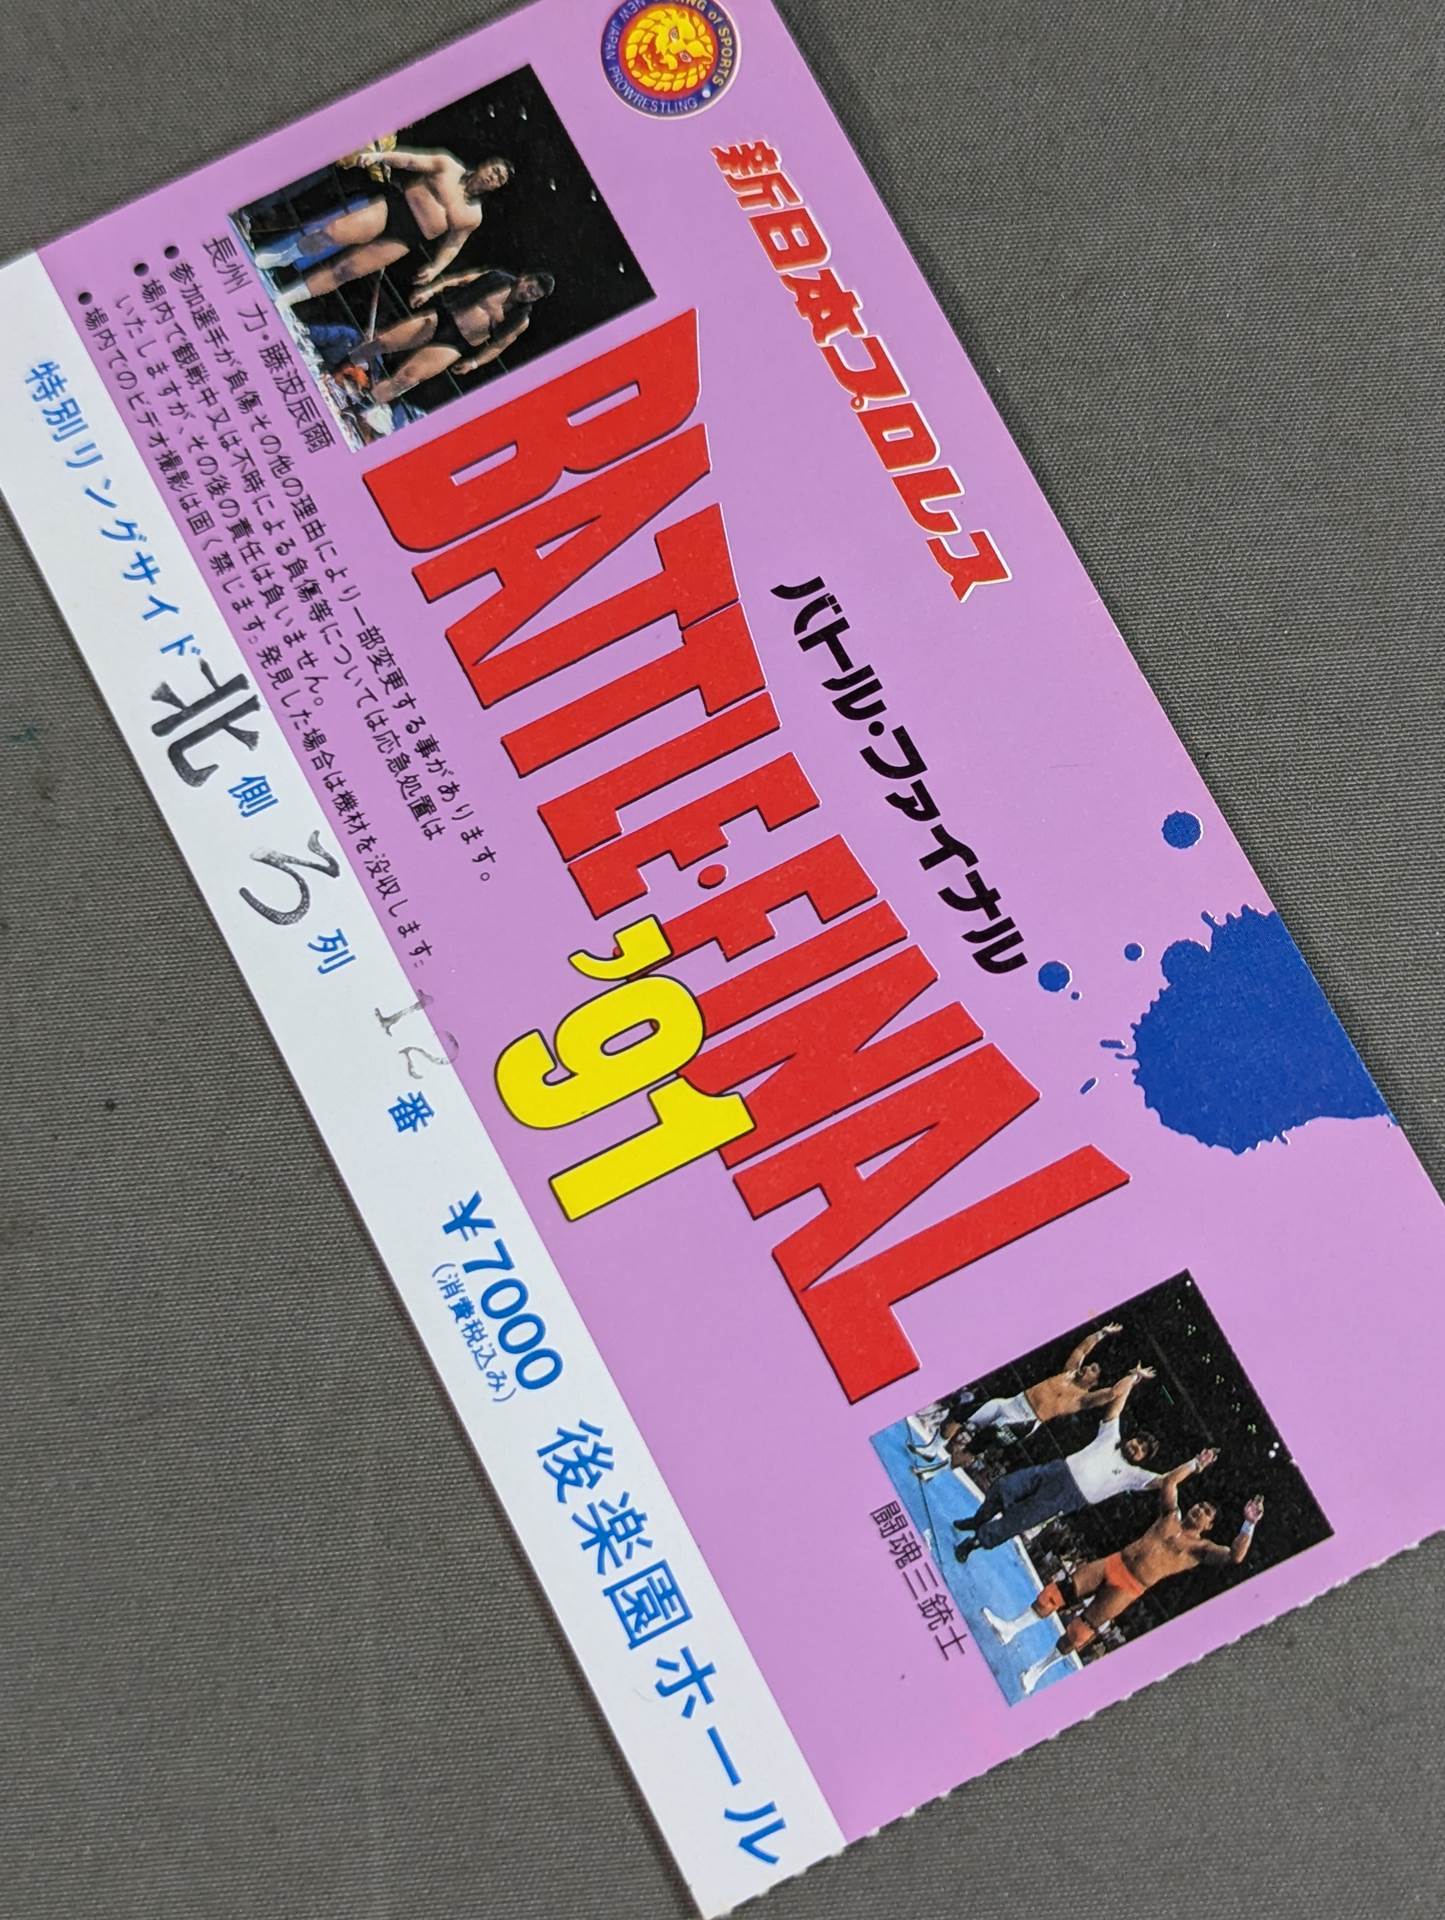 KING of SPORTS
NEW JAPAN PROWRESTLING
新日本プロレス
バトル・ファイナル
BATTLE・FINAL
'91
長州 力・藤波辰爾
闘魂三銃士
●参加選手が負傷その他の理由により一部変更する事があります。
●場内で観戦中又は不時による負傷等については応急処置は
いたしますが、その後の責任は負いません。
●場内でのビデオ撮影は固く禁じます。発見した場合は機材を没収します。
特別リングサイド 北 側 ろ 列 12 番 ¥7000 後楽園ホール
(消費税込み)